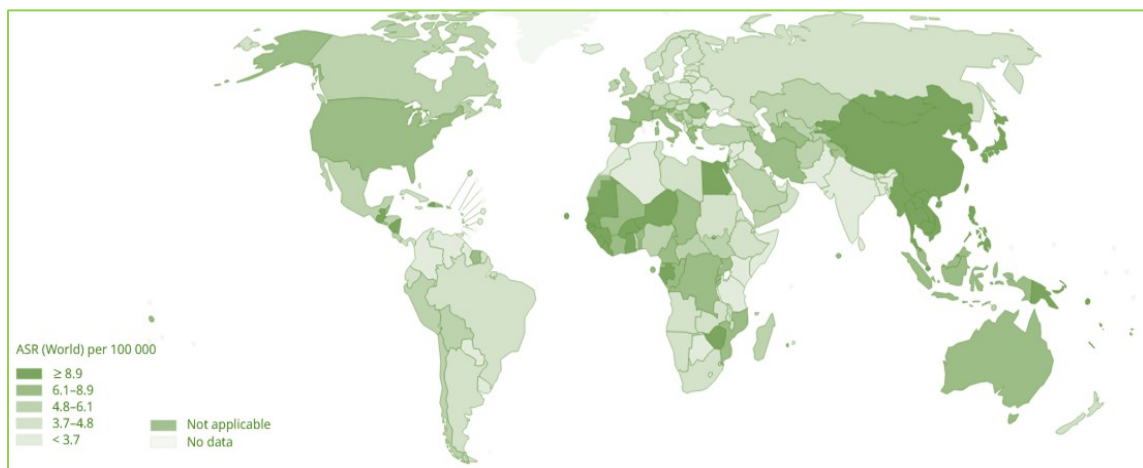 ASR (World) per 100 000
≥ 8.9
6.1–8.9
4.8–6.1
3.7–4.8
< 3.7
Not applicable
No data